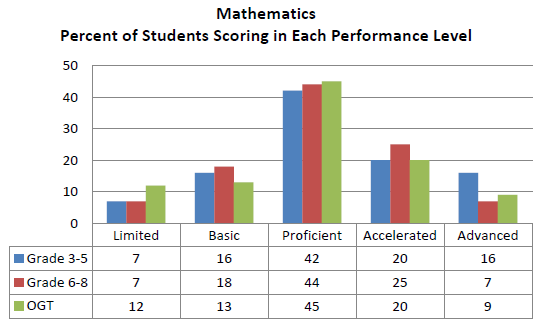 Mathematics
Percent of Students Scoring in Each Performance Level
50
40
30
20
10
0
Limited Basic Proficient Accelerated Advanced
Grade 3-5 7 16 42 20 16
Grade 6-8 7 18 44 25 7
OGT 12 13 45 20 9